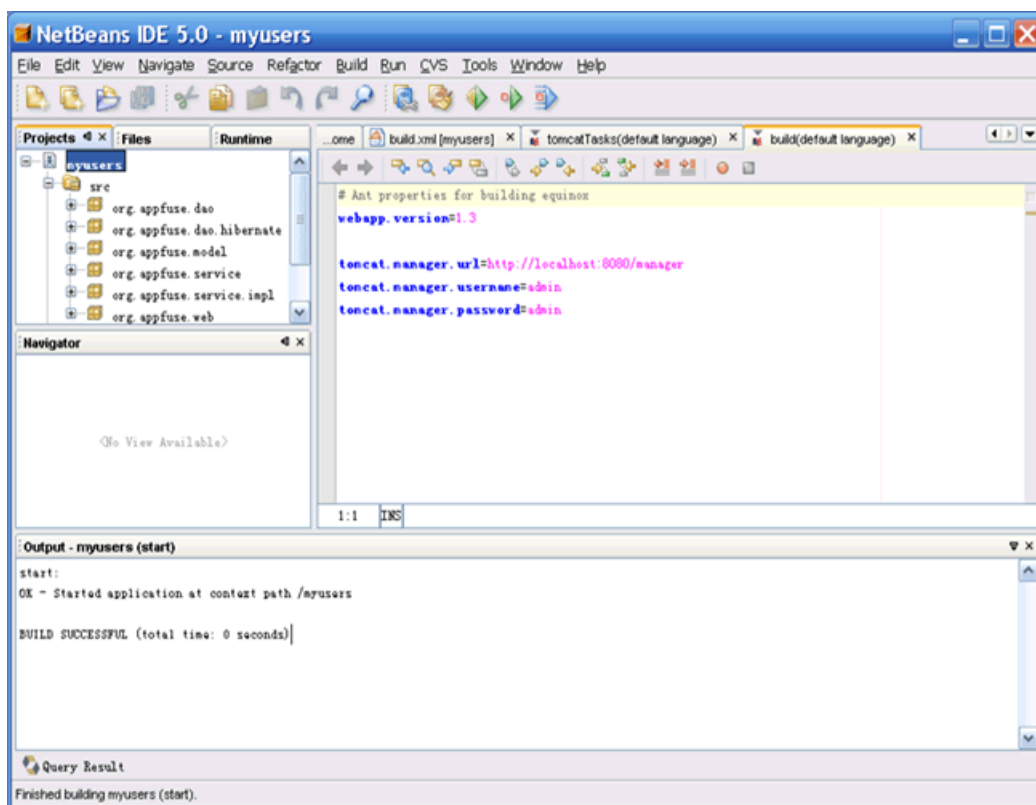 NetBeans IDE 5.0 - myusers
File Edit View Navigate Source Refactor Build Run CVS Tools Window Help
Projects Files Runtime
...ome build.xml [myusers] tomcatTasks(default language) build(default language)
myusers
src
org.appfuse.dao
org.appfuse.dao.hibernate
org.appfuse.model
org.appfuse.service
org.appfuse.service.impl
org.appfuse.web
Navigator
<No View Available>
# Ant properties for building equinox
webapp.version=1.3
tomcat.manager.url=http://localhost:8080/manager
tomcat.manager.username=admin
tomcat.manager.password=admin
1:1 INS
Output - myusers (start)
start:
OK - Started application at context path /myusers
BUILD SUCCESSFUL (total time: 0 seconds)
Query Result
Finished building myusers (start).